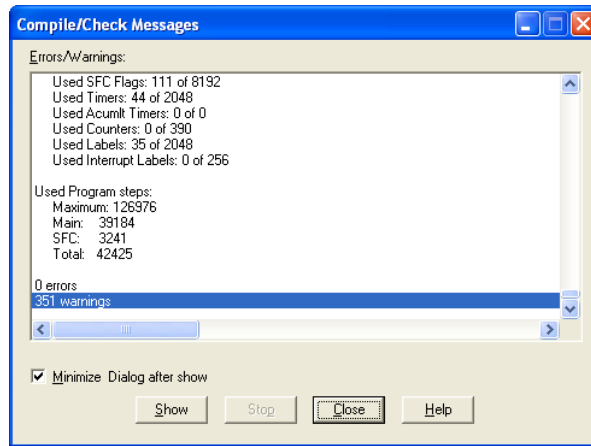 Compile/Check Messages
Errors/Warnings:
Used SFC Flags: 111 of 8192
Used Timers: 44 of 2048
Used Acumlt Timers: 0 of 0
Used Counters: 0 of 390
Used Labels: 35 of 2048
Used Interrupt Labels: 0 of 256
Used Program steps:
Maximum: 126976
Main: 39184
SFC: 3241
Total: 42425
0 errors
351 warnings
Minimize Dialog after show
Show Stop Close Help